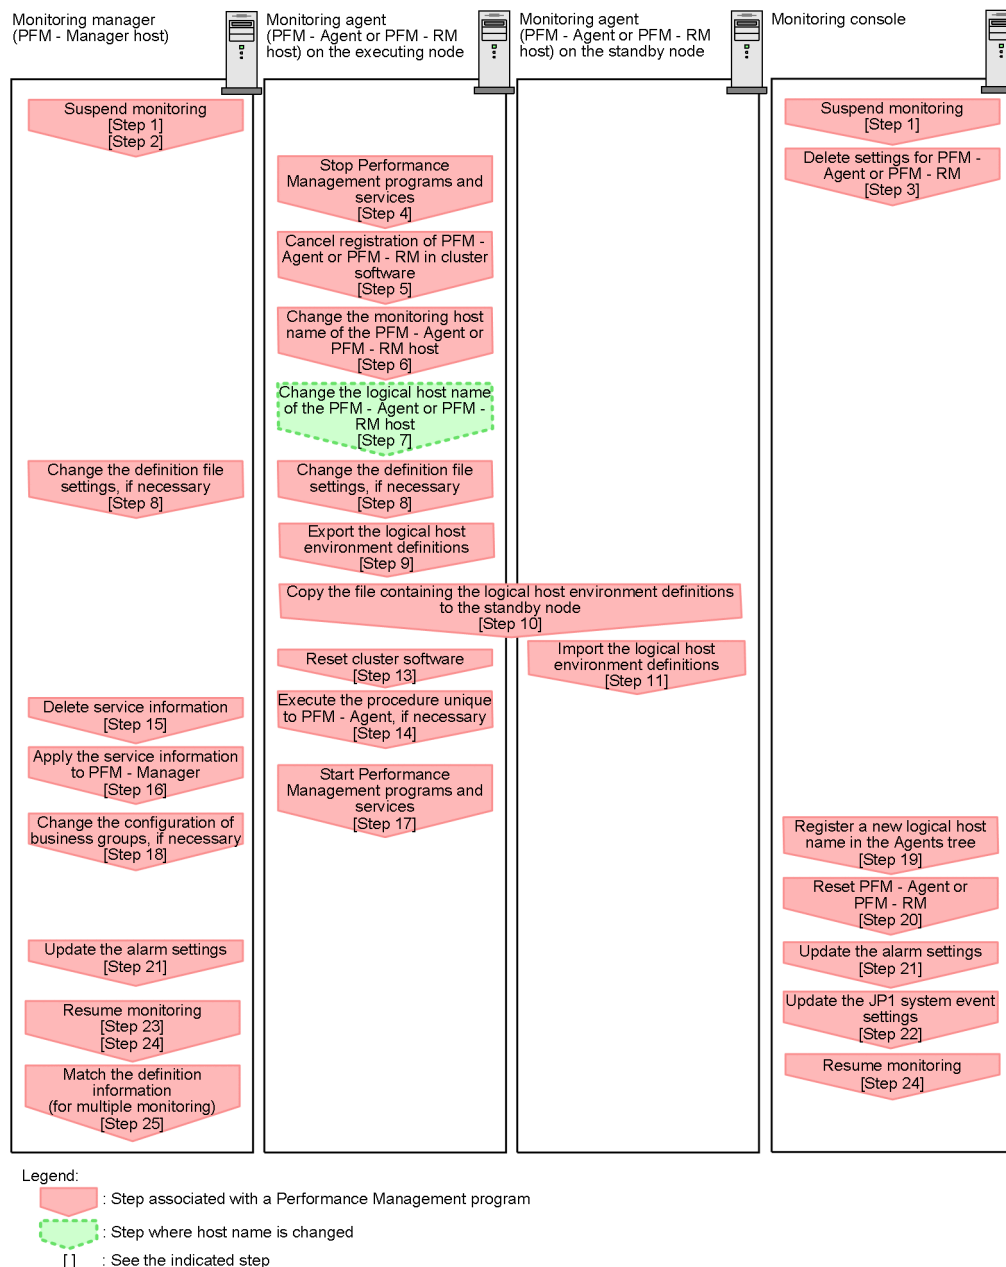 Monitoring manager
(PFM - Manager host)
Monitoring agent
(PFM - Agent or PFM - RM
host) on the executing node
Monitoring agent
(PFM - Agent or PFM - RM
host) on the standby node
Monitoring console
Suspend monitoring
[Step 1]
[Step 2]
Suspend monitoring
[Step 1]
Delete settings for PFM -
Agent or PFM - RM
[Step 3]
Stop Performance
Management programs and
services
[Step 4]
Cancel registration of PFM -
Agent or PFM - RM in cluster
software
[Step 5]
Change the monitoring host
name of the PFM - Agent or
PFM - RM host
[Step 6]
Change the logical host name
of the PFM - Agent or PFM -
RM host
[Step 7]
Change the definition file
settings, if necessary
[Step 8]
Change the definition file
settings, if necessary
[Step 8]
Export the logical host
environment definitions
[Step 9]
Copy the file containing the logical host environment definitions
to the standby node
[Step 10]
Import the logical host
environment definitions
[Step 11]
Reset cluster software
[Step 13]
Execute the procedure unique
to PFM - Agent, if necessary
[Step 14]
Delete service information
[Step 15]
Apply the service information
to PFM - Manager
[Step 16]
Start Performance
Management programs and
services
[Step 17]
Change the configuration of
business groups, if necessary
[Step 18]
Register a new logical host
name in the Agents tree
[Step 19]
Reset PFM - Agent or
PFM - RM
[Step 20]
Update the alarm settings
[Step 21]
Update the alarm settings
[Step 21]
Update the JP1 system event
settings
[Step 22]
Resume monitoring
[Step 23]
[Step 24]
Resume monitoring
[Step 24]
Match the definition
information
(for multiple monitoring)
[Step 25]
Legend:
: Step associated with a Performance Management program
: Step where host name is changed
[ ] : See the indicated step